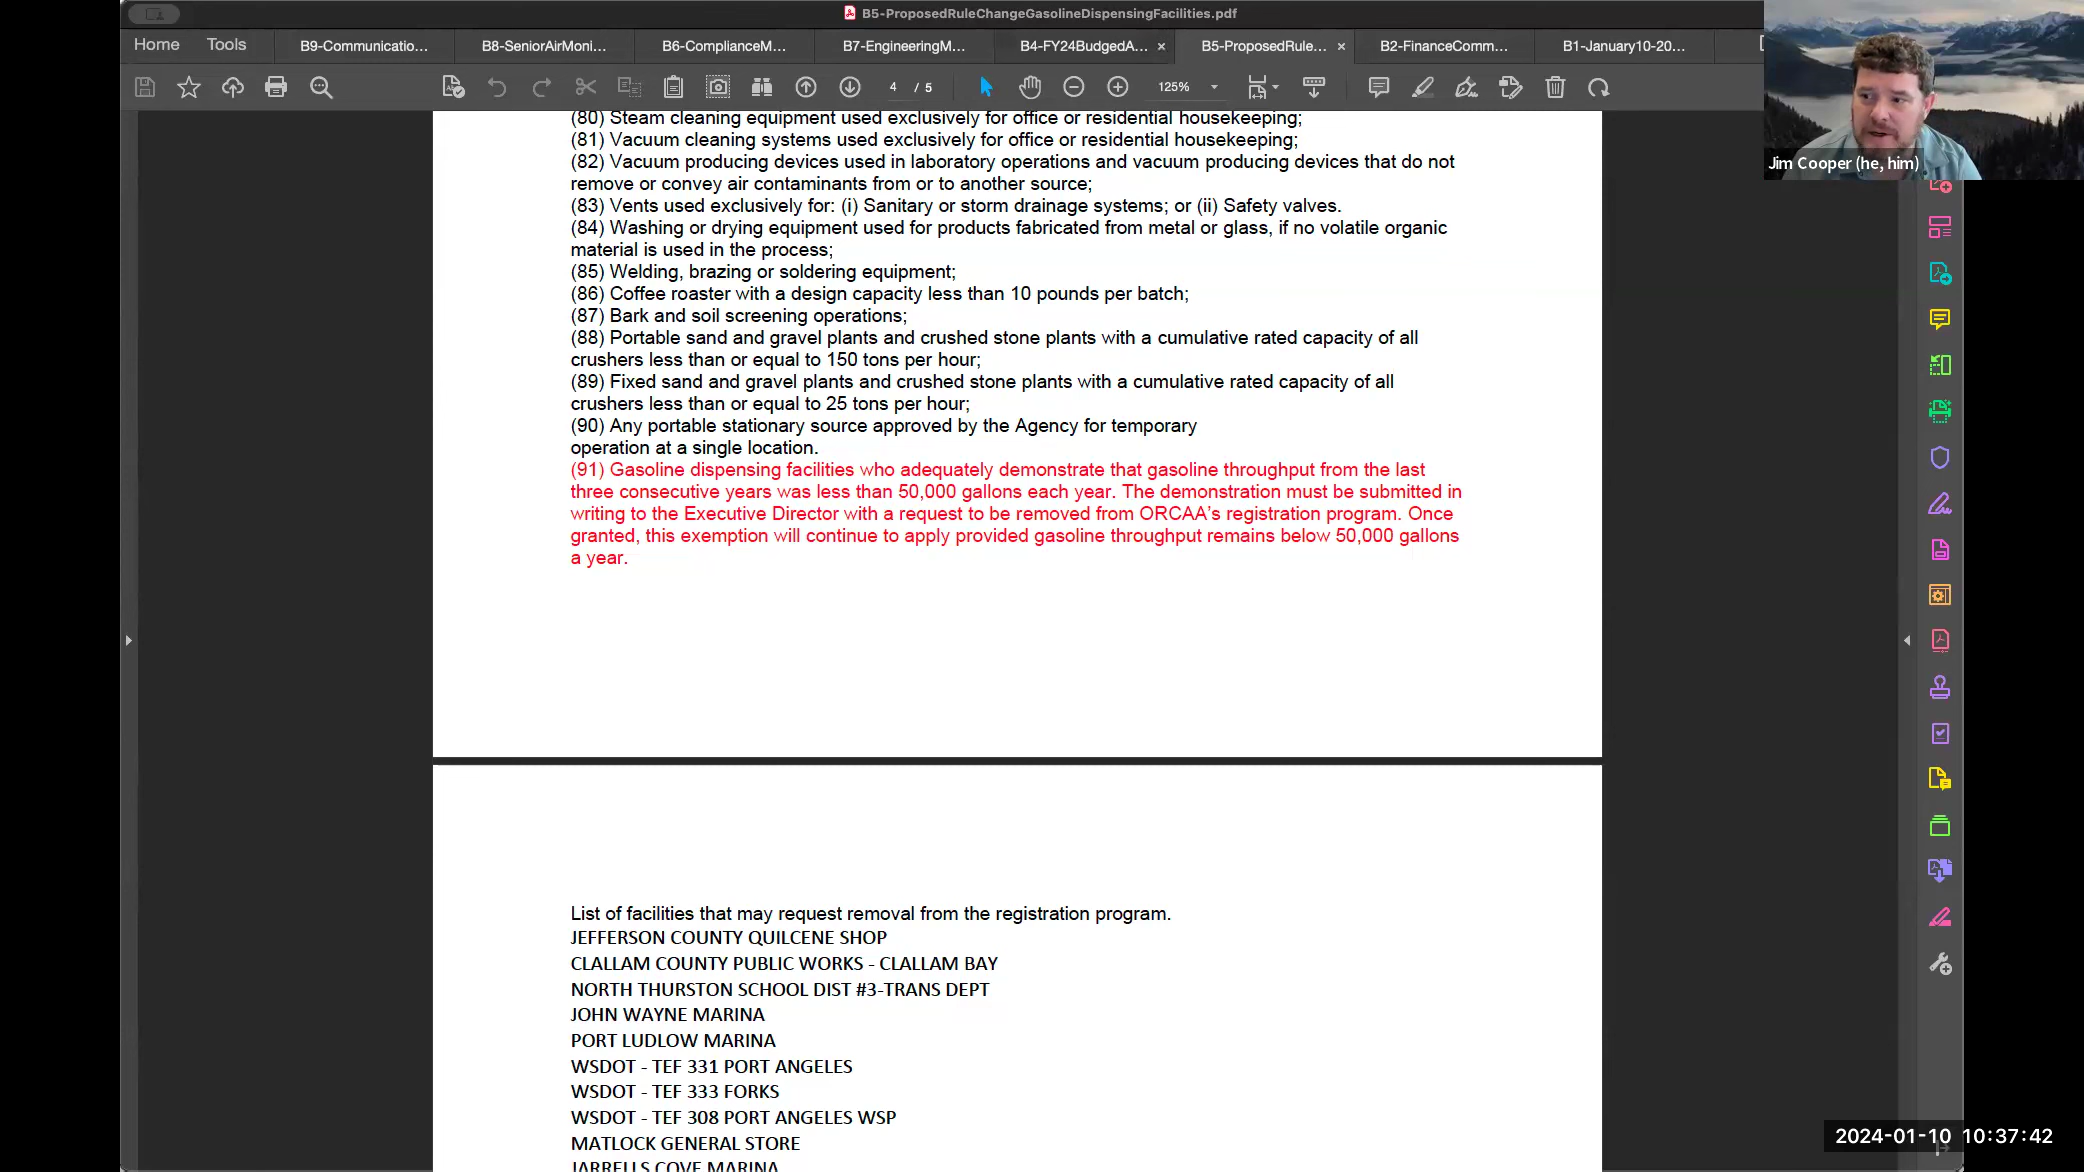 B5-ProposedRuleChangeGasolineDispensingFacilities.pdf
Home Tools B9-Communicatio... B8-SeniorAirMoni... B6-ComplianceM... B7-EngineeringM... B4-FY24BudgedA... × B5-ProposedRule... × B2-FinanceComm... B1-January10-20...
4 / 5 125%
Jim Cooper (he, him)
(80) Steam cleaning equipment used exclusively for office or residential housekeeping;
(81) Vacuum cleaning systems used exclusively for office or residential housekeeping;
(82) Vacuum producing devices used in laboratory operations and vacuum producing devices that do not
remove or convey air contaminants from or to another source;
(83) Vents used exclusively for: (i) Sanitary or storm drainage systems; or (ii) Safety valves.
(84) Washing or drying equipment used for products fabricated from metal or glass, if no volatile organic
material is used in the process;
(85) Welding, brazing or soldering equipment;
(86) Coffee roaster with a design capacity less than 10 pounds per batch;
(87) Bark and soil screening operations;
(88) Portable sand and gravel plants and crushed stone plants with a cumulative rated capacity of all
crushers less than or equal to 150 tons per hour;
(89) Fixed sand and gravel plants and crushed stone plants with a cumulative rated capacity of all
crushers less than or equal to 25 tons per hour;
(90) Any portable stationary source approved by the Agency for temporary
operation at a single location.
(91) Gasoline dispensing facilities who adequately demonstrate that gasoline throughput from the last
three consecutive years was less than 50,000 gallons each year. The demonstration must be submitted in
writing to the Executive Director with a request to be removed from ORCAA's registration program. Once
granted, this exemption will continue to apply provided gasoline throughput remains below 50,000 gallons
a year.
List of facilities that may request removal from the registration program.
JEFFERSON COUNTY QUILCENE SHOP
CLALLAM COUNTY PUBLIC WORKS - CLALLAM BAY
NORTH THURSTON SCHOOL DIST #3-TRANS DEPT
JOHN WAYNE MARINA
PORT LUDLOW MARINA
WSDOT - TEF 331 PORT ANGELES
WSDOT - TEF 333 FORKS
WSDOT - TEF 308 PORT ANGELES WSP
MATLOCK GENERAL STORE
JARRELLS COVE MARINA
2024-01-10 10:37:42